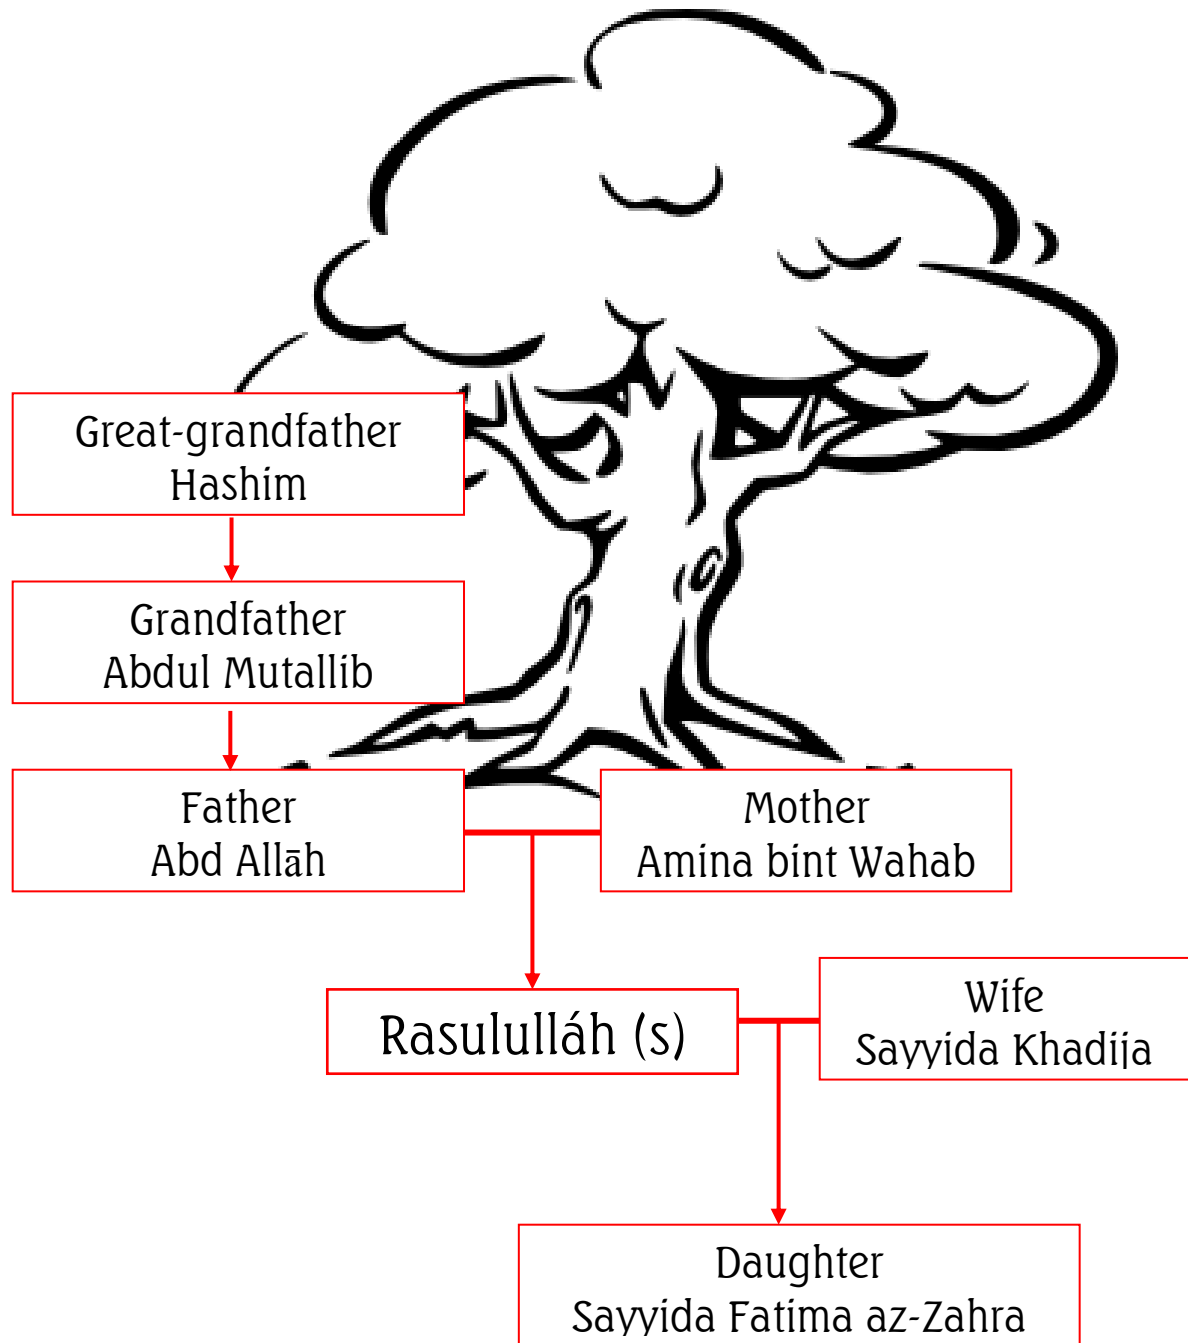 Great-grandfather
Hashim
Grandfather
Abdul Mutallib
Father
Abd Allāh
Mother
Amina bint Wahab
Rasululláh (s)
Wife
Sayyida Khadija
Daughter
Sayyida Fatima az-Zahra